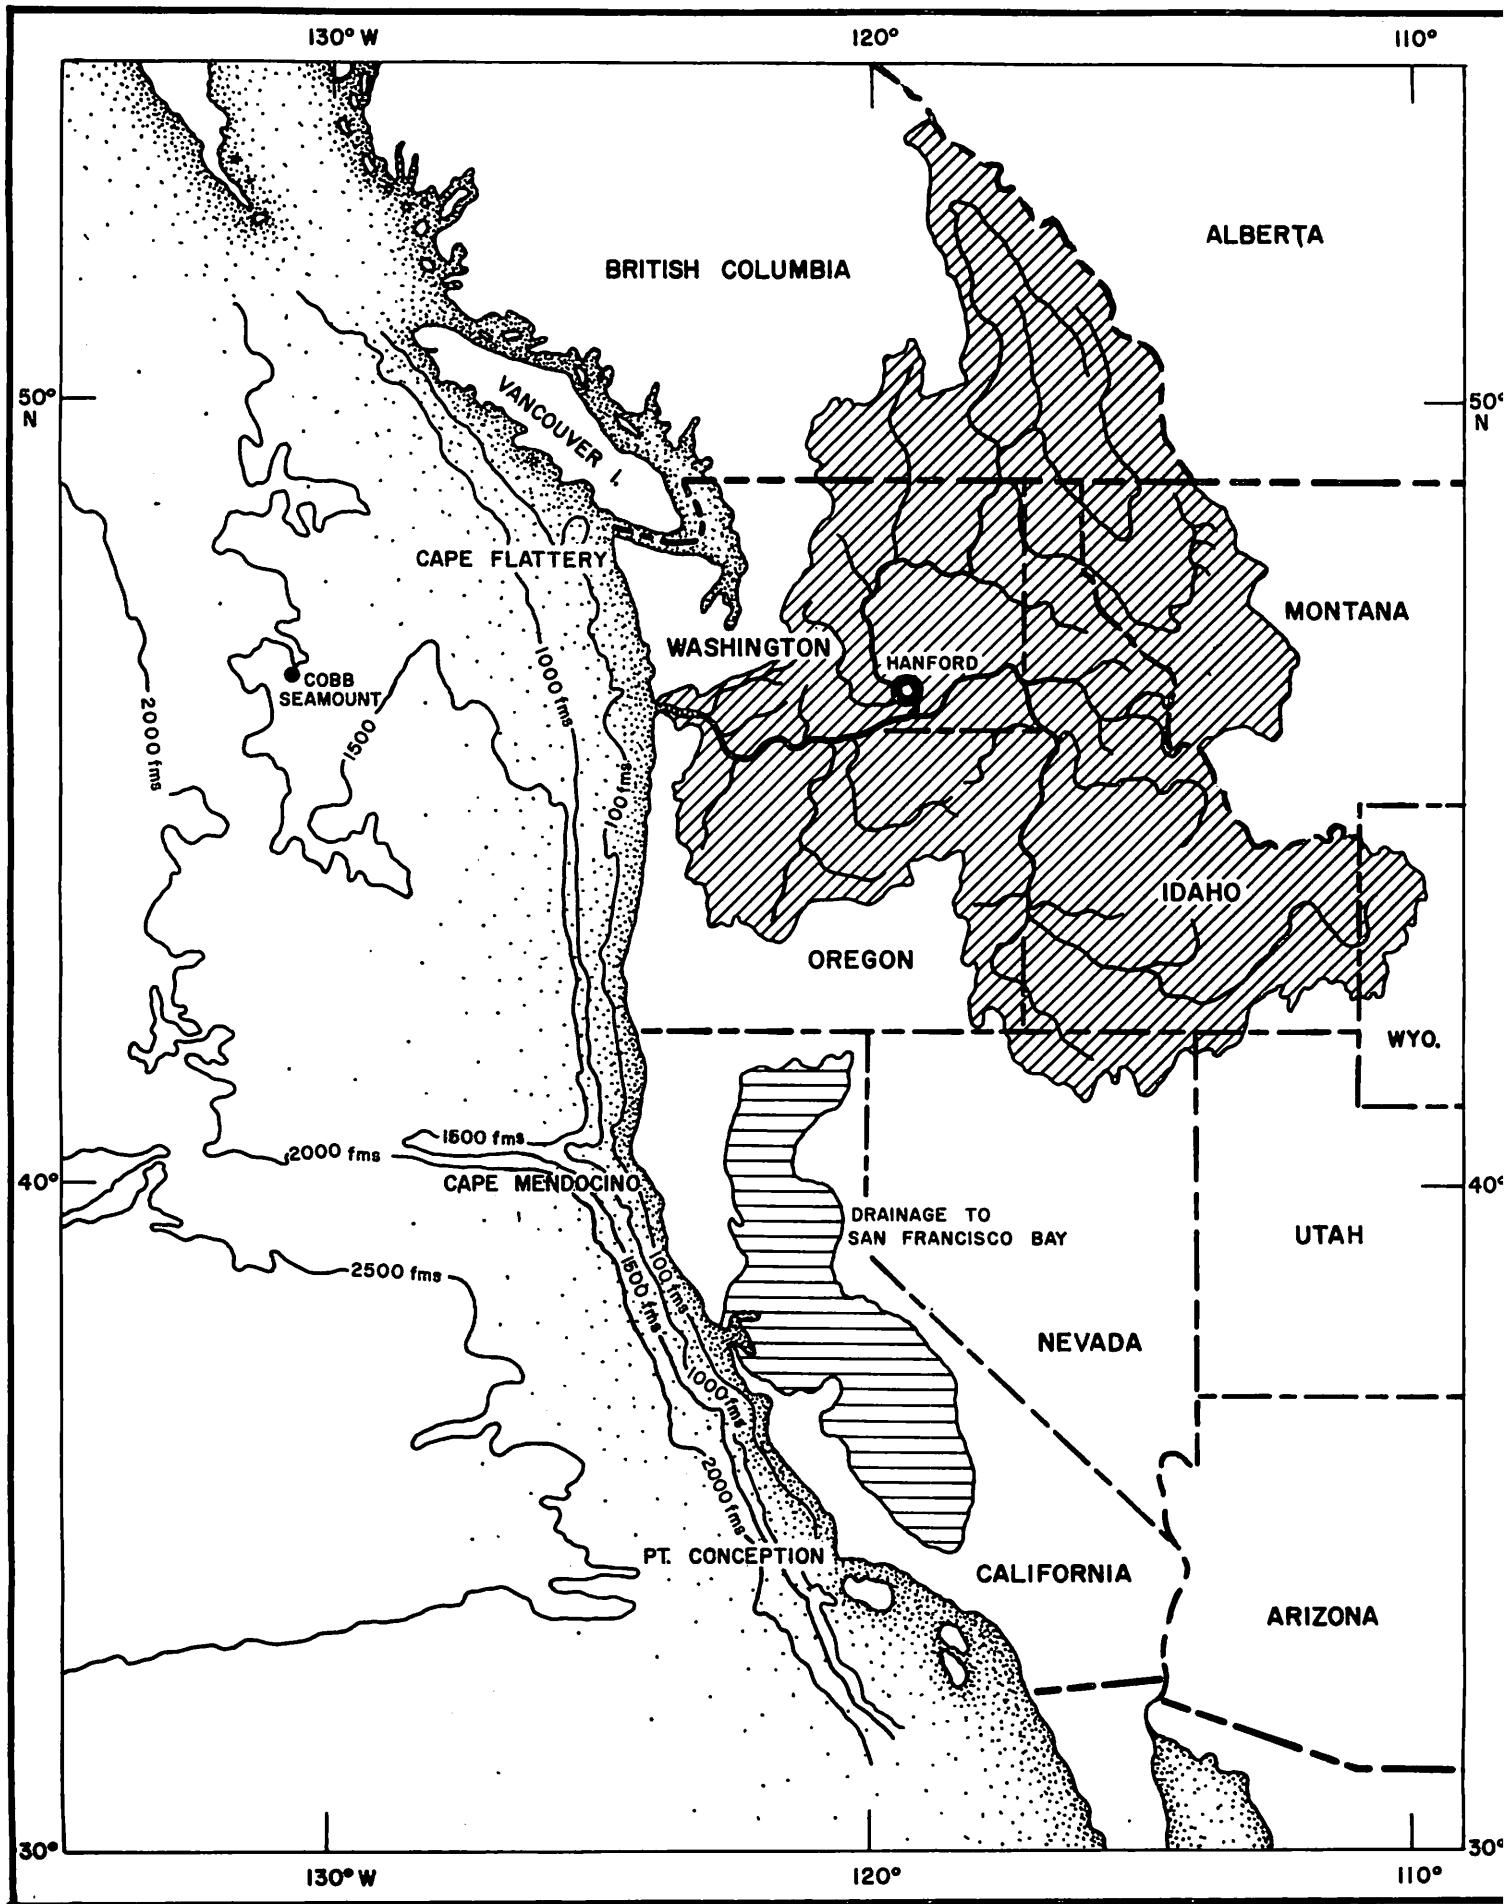 130° W 120° 110°
ALBERTA
BRITISH COLUMBIA
50°
N
50°
N
VANCOUVER I.
CAPE FLATTERY
MONTANA
WASHINGTON
HANFORD
1000 fms
COBB
SEAMOUNT
2000 fms
1500
100 fms
IDAHO
OREGON
WYO.
1500 fms
2000 fms
CAPE MENDOCINO
40°
40°
DRAINAGE TO
SAN FRANCISCO BAY
UTAH
2500 fms
100 fms
1500 fms
NEVADA
1000 fms
2000 fms
PT. CONCEPTION
CALIFORNIA
ARIZONA
30°
30°
130° W 120° 110°